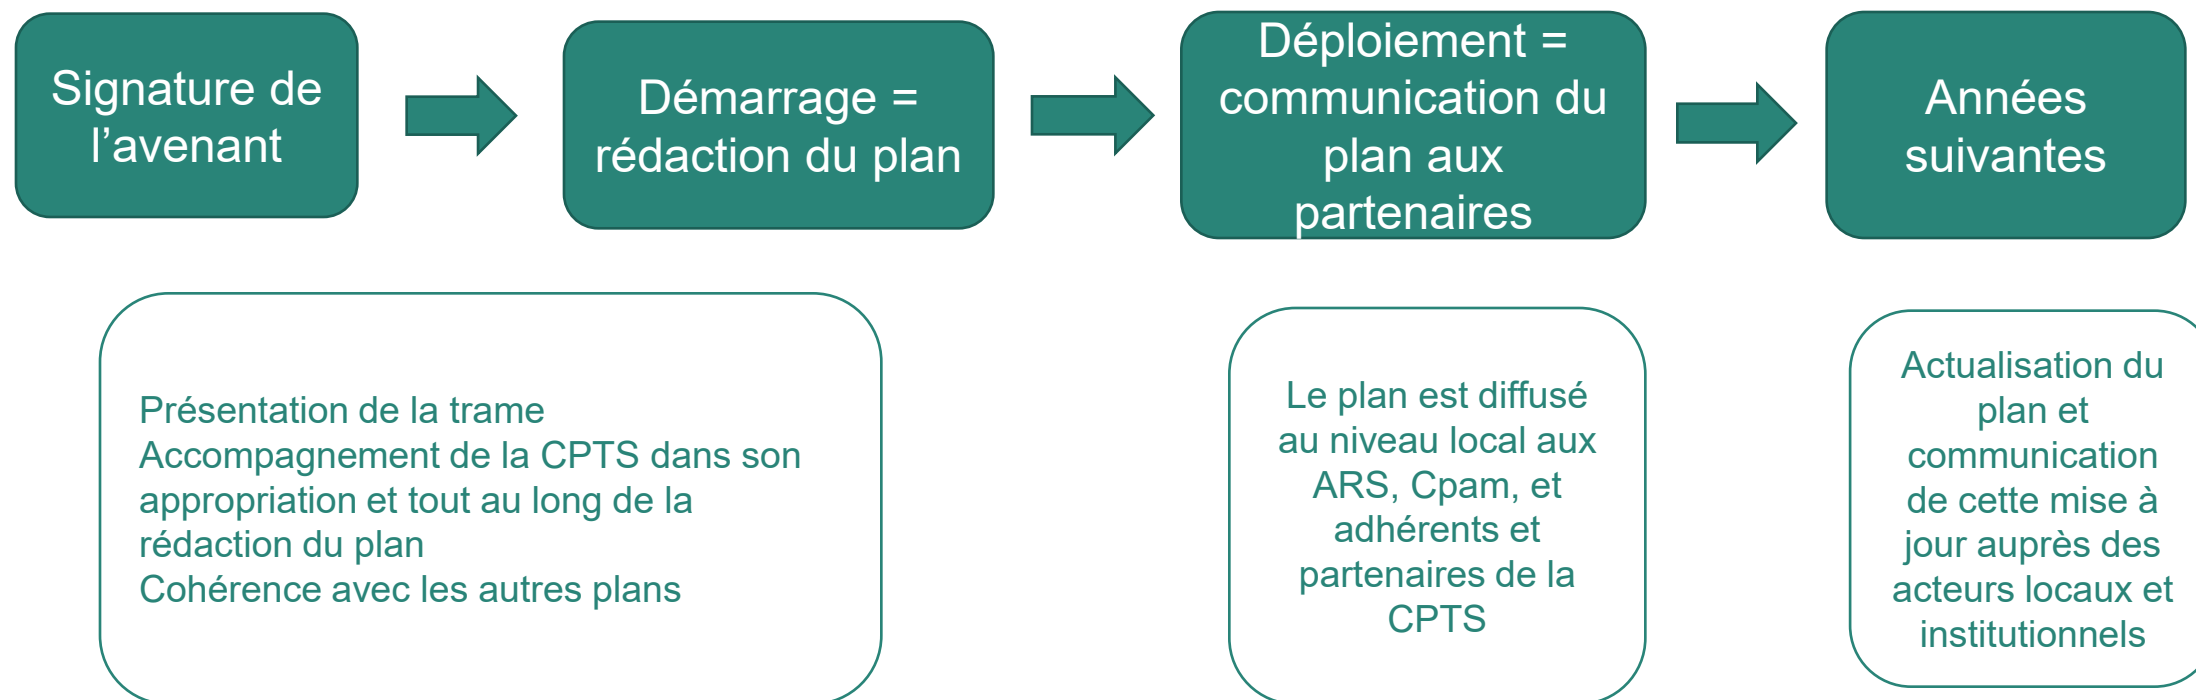 Signature de
l’avenant
Démarrage =
rédaction du plan
Déploiement =
communication du
plan aux
partenaires
Années
suivantes
Présentation de la trame
Accompagnement de la CPTS dans son
appropriation et tout au long de la
rédaction du plan
Cohérence avec les autres plans
Le plan est diffusé
au niveau local aux
ARS, Cpam, et
adhérents et
partenaires de la
CPTS
Actualisation du
plan et
communication
de cette mise à
jour auprès des
acteurs locaux et
institutionnels